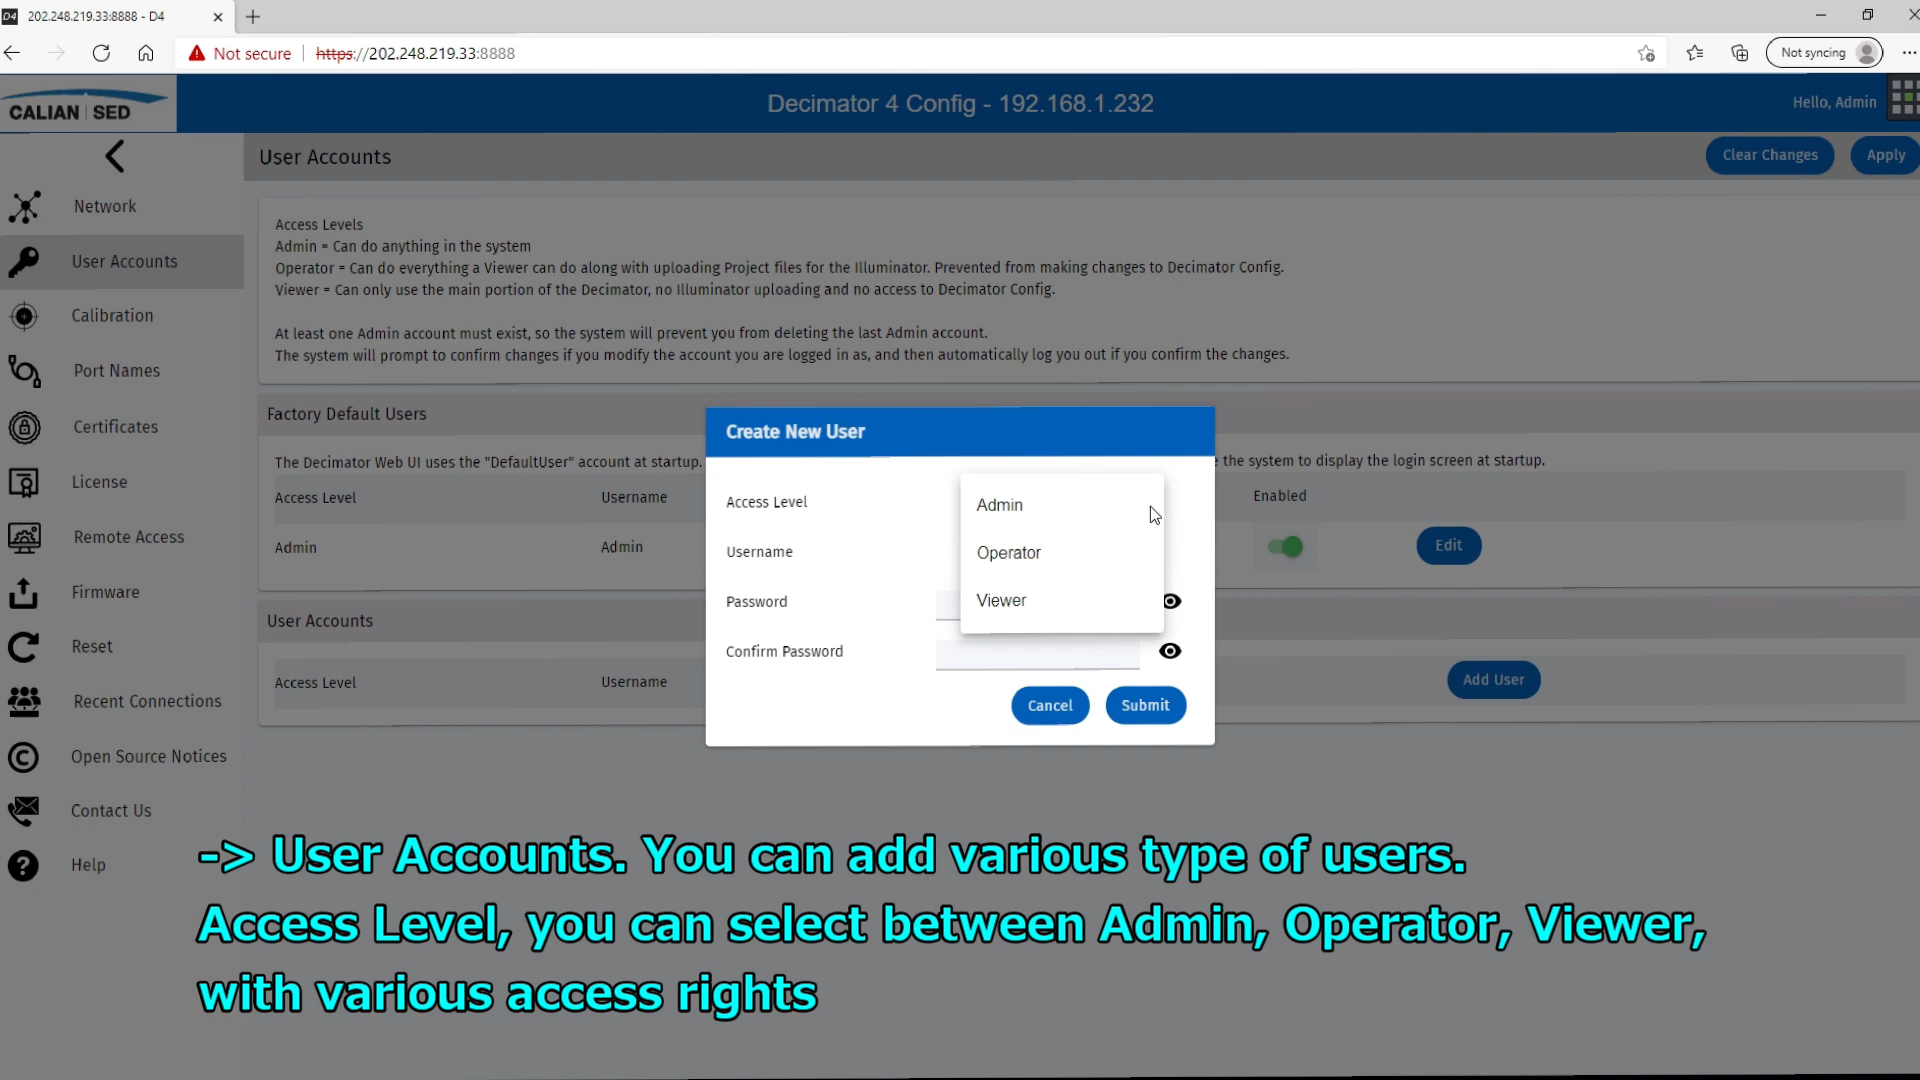 D4 202.248.219.33:8888 - D4
Not secure https://202.248.219.33:8888
Not syncing
CALIAN | SED
Decimator 4 Config - 192.168.1.232
Hello, Admin
User Accounts
Clear Changes
Apply
Network
User Accounts
Calibration
Port Names
Certificates
License
Remote Access
Firmware
Reset
Recent Connections
Open Source Notices
Contact Us
Help
Access Levels
Admin = Can do anything in the system
Operator = Can do everything a Viewer can do along with uploading Project files for the Illuminator. Prevented from making changes to Decimator Config.
Viewer = Can only use the main portion of the Decimator, no Illuminator uploading and no access to Decimator Config.
At least one Admin account must exist, so the system will prevent you from deleting the last Admin account.
The system will prompt to confirm changes if you modify the account you are logged in as, and then automatically log you out if you confirm the changes.
Factory Default Users
The Decimator Web UI uses the "DefaultUser" account at startup.
the system to display the login screen at startup.
Access Level Username Enabled
Admin Admin Edit
User Accounts
Access Level Username Add User
Create New User
Access Level
Username
Password
Confirm Password
Admin
Operator
Viewer
Cancel Submit
-> User Accounts. You can add various type of users.
Access Level, you can select between Admin, Operator, Viewer,
with various access rights